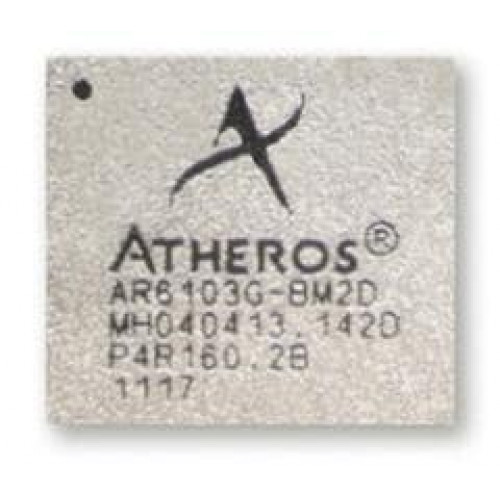 ATHEROS®
AR6103G-BM2D
MH040413.142D
P4R160.2B
1117